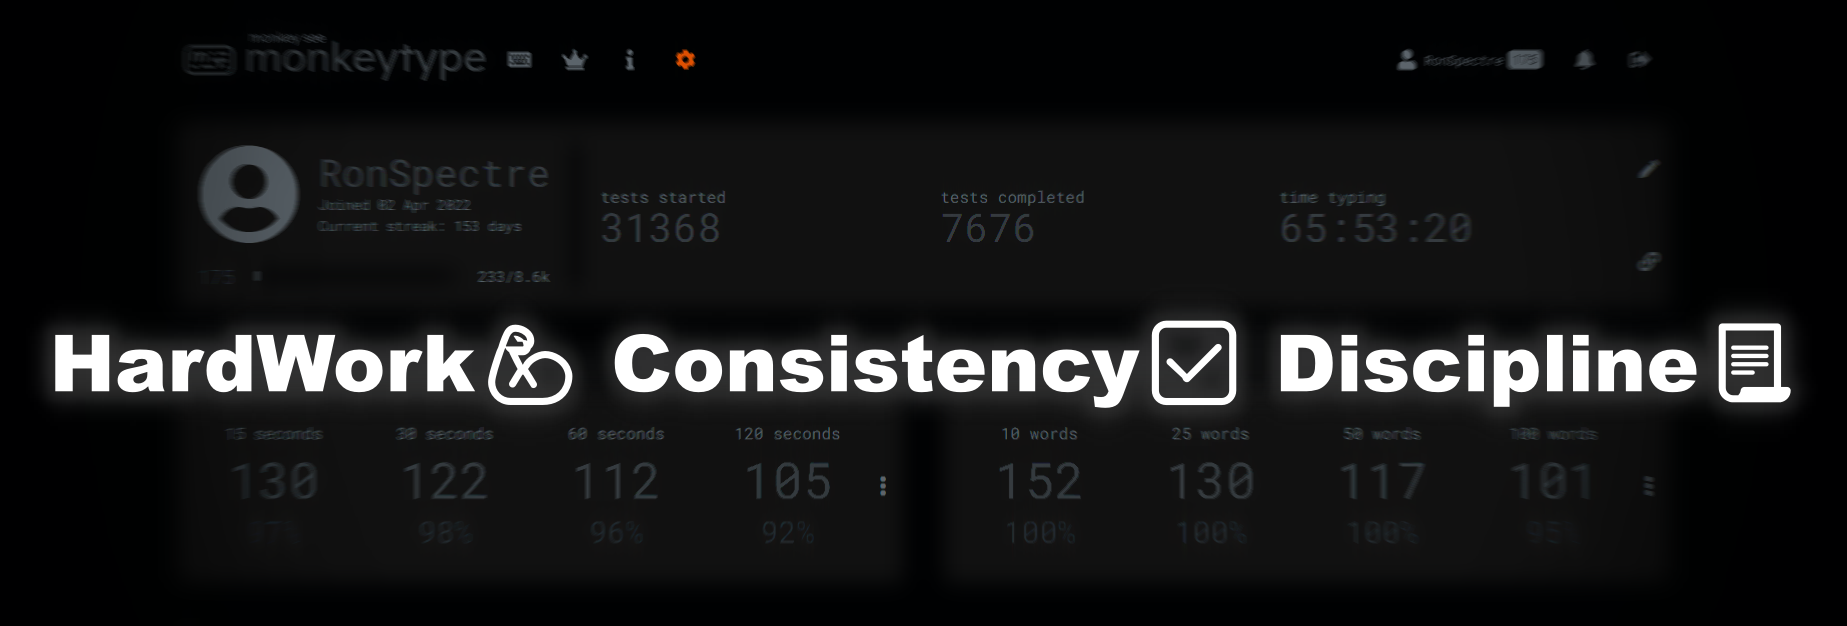 monkey see
monkeytype
RonSpectre
RonSpectre
Joined 02 Apr 2022
Current streak: 153 days
175
233/8.6k
tests started
31368
tests completed
7676
time typing
65:53:20
HardWork Consistency Discipline
15 seconds
130
97%
30 seconds
122
98%
60 seconds
112
96%
120 seconds
105
92%
10 words
152
100%
25 words
130
100%
50 words
117
100%
100 words
101